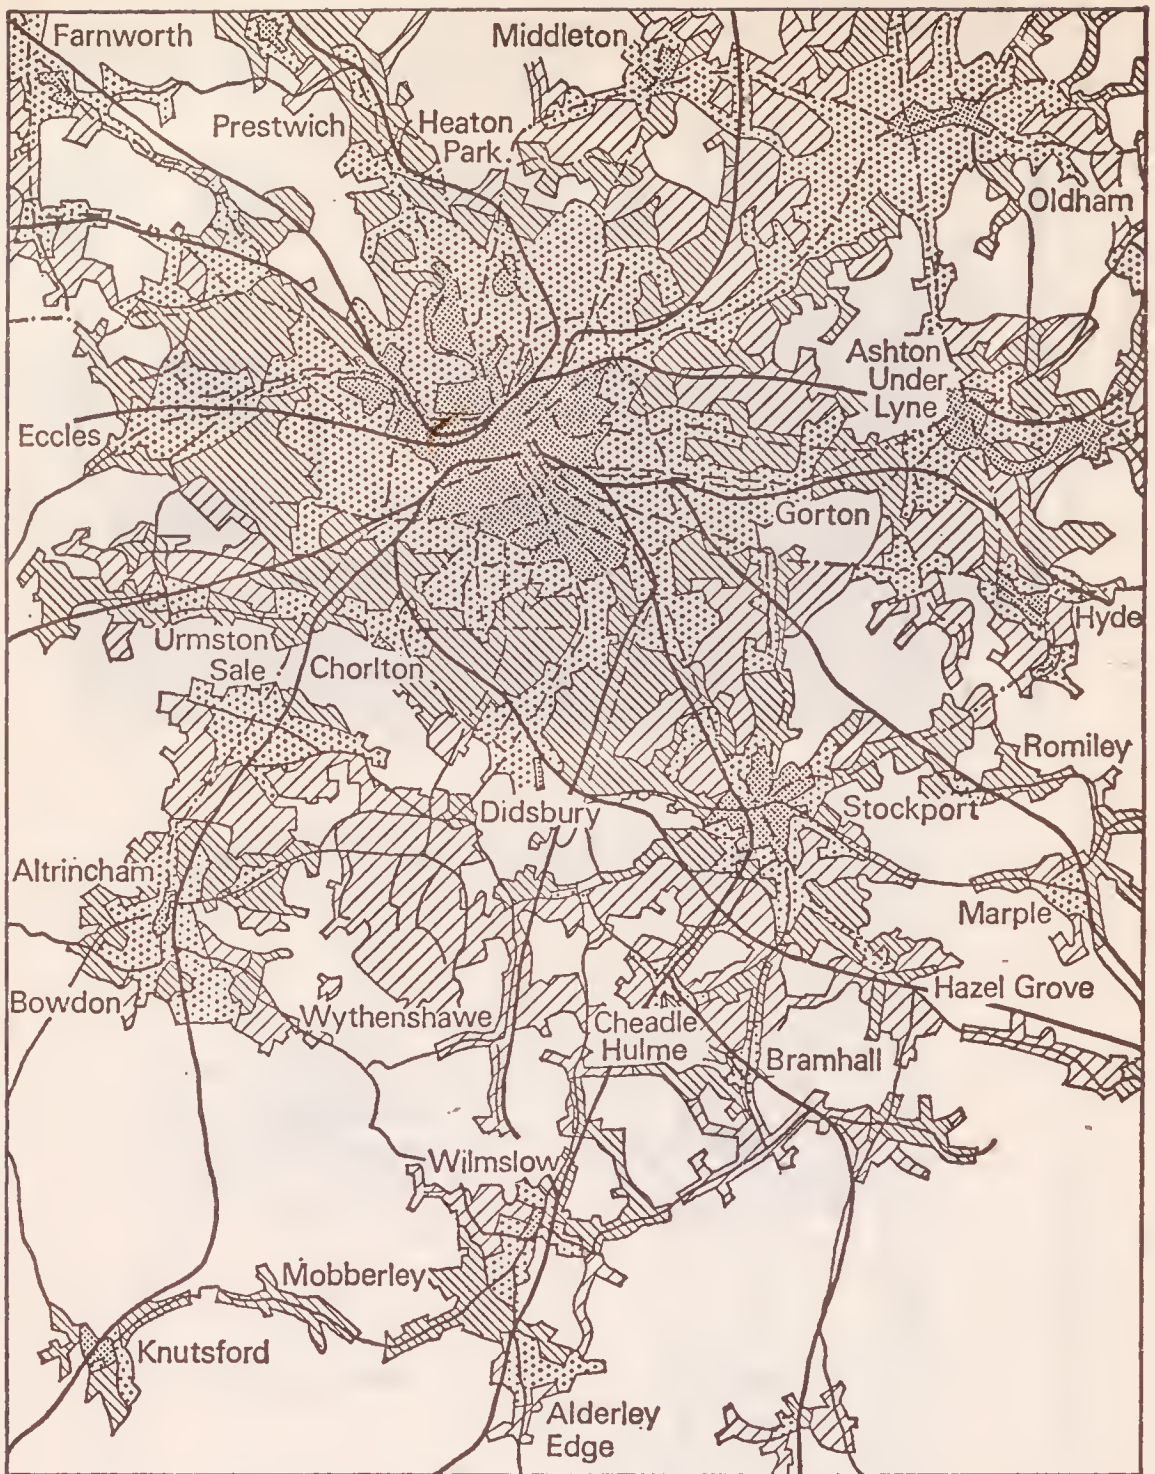 Farnworth
Middleton
Prestwich
Heaton
Park
Oldham
Ashton
Under
Lyne
Eccles
Gorton
Hyde
Urmston
Sale
Chorlton
Romiley
Didsbury
Stockport
Altrincham
Marple
Hazel Grove
Bowdon
Wythenshawe
Cheadle
Hulme
Bramhall
Wilmslow
Mobberley
Knutsford
Alderley
Edge